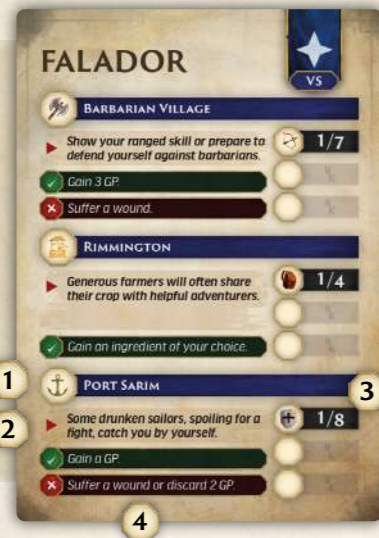 FALADOR
VS
BARBARIAN VILLAGE
Show your ranged skill or prepare to
defend yourself against barbarians.
1/7
Gain 3 GP.
Suffer a wound.
RIMMINGTON
Generous farmers will often share
their crop with helpful adventurers.
1/4
Gain an ingredient of your choice.
1
PORT SARIM
3
2
Some drunken sailors, spoiling for a
fight, catch you by yourself.
1/8
Gain a GP.
Suffer a wound or discard 2 GP.
4